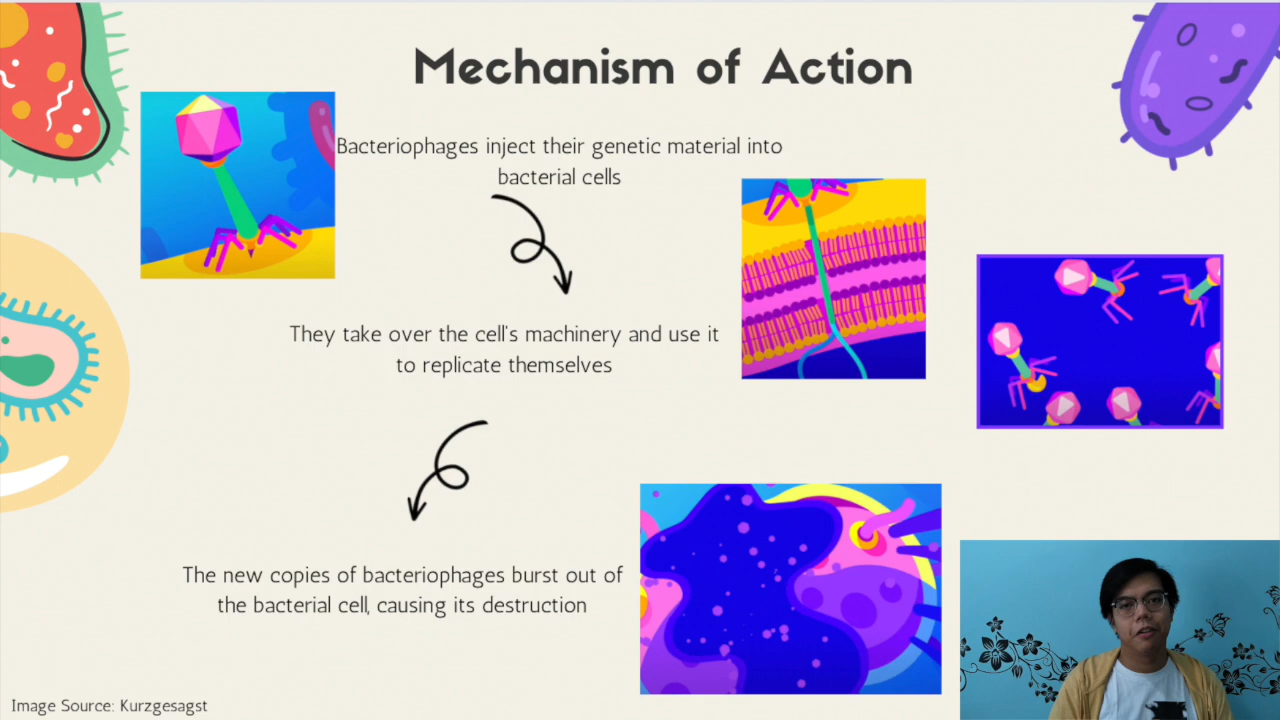 Mechanism of Action
Bacteriophages inject their genetic material into
bacterial cells
They take over the cell's machinery and use it
to replicate themselves
The new copies of bacteriophages burst out of
the bacterial cell, causing its destruction
Image Source: Kurzgesagst